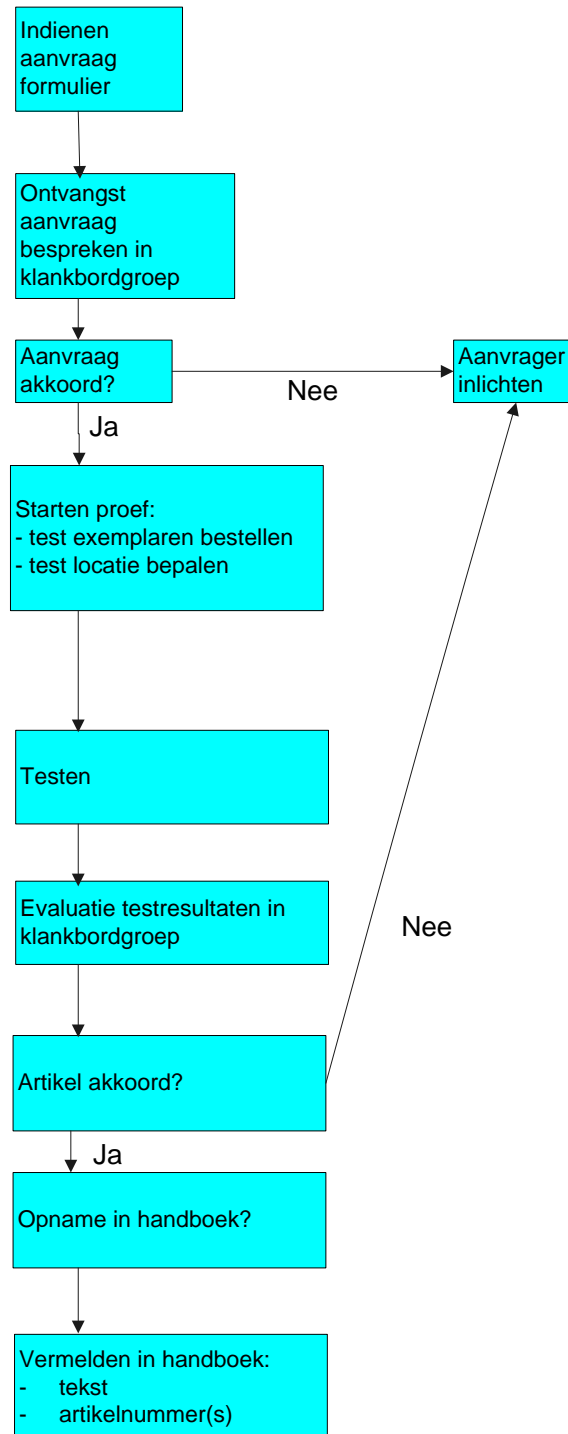 Indienen
aanvraag
formulier
Ontvangst
aanvraag
bespreken in
klankbordgroep
Aanvraag
akkoord?
Nee
Aanvrager
inlichten
Ja
Starten proef:
- test exemplaren bestellen
- test locatie bepalen
Testen
Evaluatie testresultaten in
klankbordgroep
Nee
Artikel akkoord?
Ja
Opname in handboek?
Vermelden in handboek:
- tekst
- artikelnummer(s)